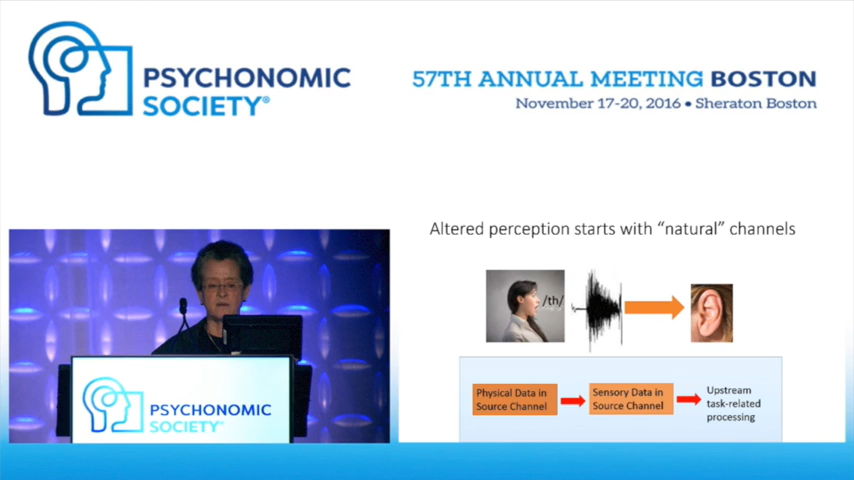 PSYCHONOMIC
SOCIETY®
57TH ANNUAL MEETING BOSTON
November 17-20, 2016 • Sheraton Boston
Altered perception starts with “natural” channels
/th/
Physical Data in
Source Channel
Sensory Data in
Source Channel
Upstream
task-related
processing
PSYCHONOMIC
SOCIETY®